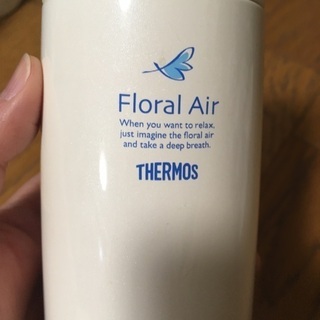 Floral Air
When you want to relax,
just imagine the floral air
and take a deep breath.
THERMOS